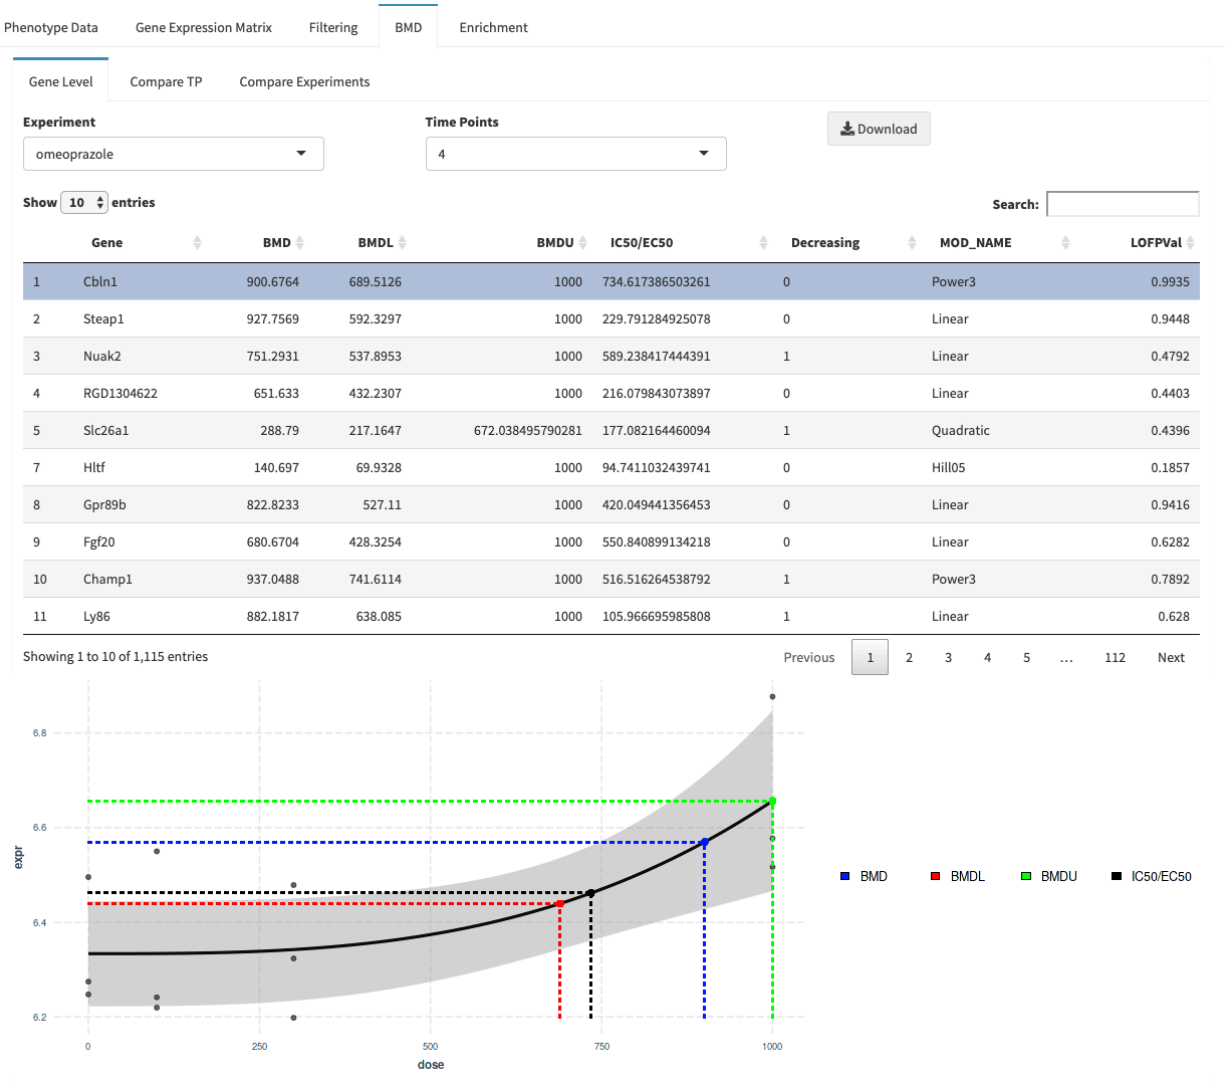 Phenotype Data Gene Expression Matrix Filtering BMD Enrichment
Gene Level Compare TP Compare Experiments
Experiment Time Points Download
omeoprazole 4
Show 10 entries Search:
Gene BMD BMDL BMDU IC50/EC50 Decreasing MOD_NAME LOFPVal
1 Cbln1 900.6764 689.5126 1000 734.617386503261 0 Power3 0.9935
2 Steap1 927.7569 592.3297 1000 229.791284925078 0 Linear 0.9448
3 Nuak2 751.2931 537.8953 1000 589.238417444391 1 Linear 0.4792
4 RGD1304622 651.633 432.2307 1000 216.079843073897 0 Linear 0.4403
5 Slc26a1 288.79 217.1647 672.038495790281 177.082164460094 1 Quadratic 0.4396
7 Hltf 140.697 69.9328 1000 94.7411032439741 0 Hill05 0.1857
8 Gpr89b 822.8233 527.11 1000 420.049441356453 0 Linear 0.9416
9 Fgf20 680.6704 428.3254 1000 550.840899134218 0 Linear 0.6282
10 Champ1 937.0488 741.6114 1000 516.516264538792 1 Power3 0.7892
11 Ly86 882.1817 638.085 1000 105.966695985808 1 Linear 0.628
Showing 1 to 10 of 1,115 entries Previous 1 2 3 4 5 ... 112 Next
6.8
6.6
expr
BMD BMDL BMDU IC50/EC50
6.4
6.2
0 250 500 750 1000
dose